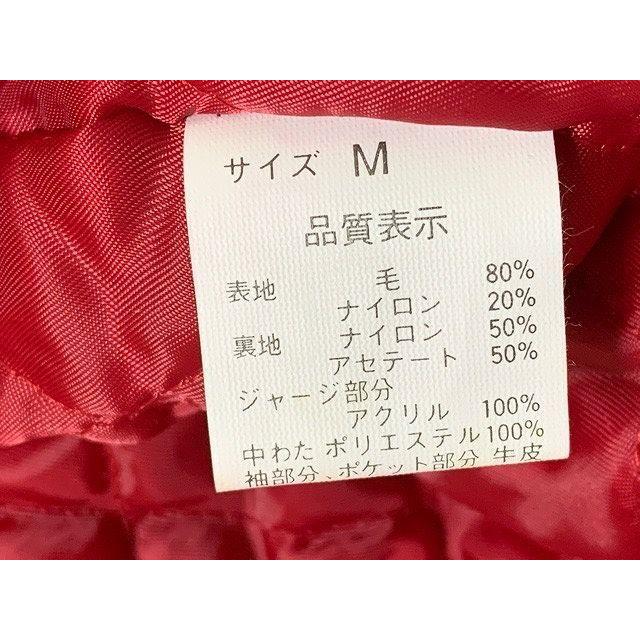 サイズ M
品質表示
表地 毛 80%
ナイロン 20%
裏地 ナイロン 50%
アセテート 50%
ジャージ部分
アクリル 100%
中わた ポリエステル 100%
袖部分、ポケット部分 牛皮